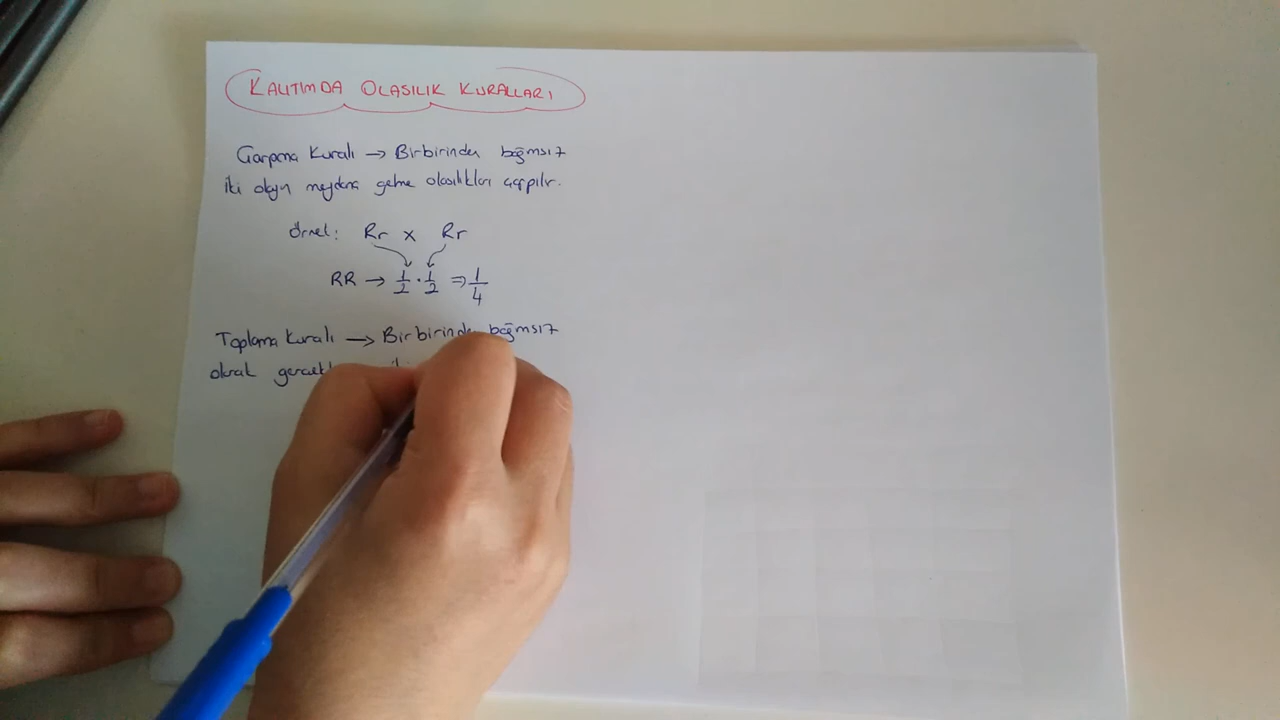 KALITIMDA OLASILIK KURALLARI
Çarpma Kuralı → Birbirinden bağımsız
iki olayın meydana gelme olasılıkları çarpılır.
Örnek: Rr x Rr
RR → 1/2 · 1/2 ⇒ 1/4
Toplama Kuralı → Birbirinden bağımsız
olarak